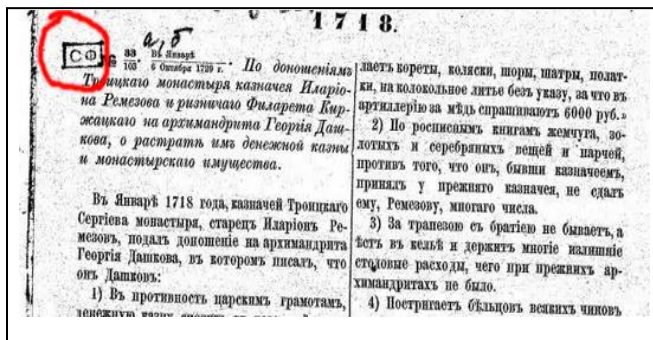 1718.
а, б
СФ
33/103. Въ Январѣ / 6 Октября 1729 г. По доношеніямъ
Троицкаго монастыря казначея Иларіо-
на Ремезова и ризничаго Филарета Кир-
жацкаго на архимандрита Георгія Даш-
кова, о растратѣ имъ денежной казны
и монастырскаго имущества.
Въ Январѣ 1718 года, казначей Троицкаго
Сергіева монастыря, старецъ Иларіонъ Ре-
мезовъ, подалъ доношеніе на архимандрита
Георгія Дашкова, въ которомъ писалъ, что
онъ Дашковъ:
1) Въ противность царскимъ грамотамъ,
денежную казну
лаетъ кореты, коляски, шоры, шатры, полат-
ки, на колокольное литье безъ указу, за что въ
артиллерію за мѣдь спрашиваютъ 6000 руб.»
2) По росписнымъ книгамъ жемчуга, зо-
лотыхъ и серебряныхъ вещей и парчей,
противъ того, что онъ, бывши казначеемъ,
принялъ у прежняго казначея, не сдалъ
ему, Ремезову, многаго числа.
3) За трапезою съ братіею не бываетъ, а
ѣстъ въ кельѣ и держитъ многіе излишніе
столовые расходы, чего при прежнихъ ар-
химандритахъ не было.
4) Постригаетъ бѣльцовъ всякихъ чиновъ